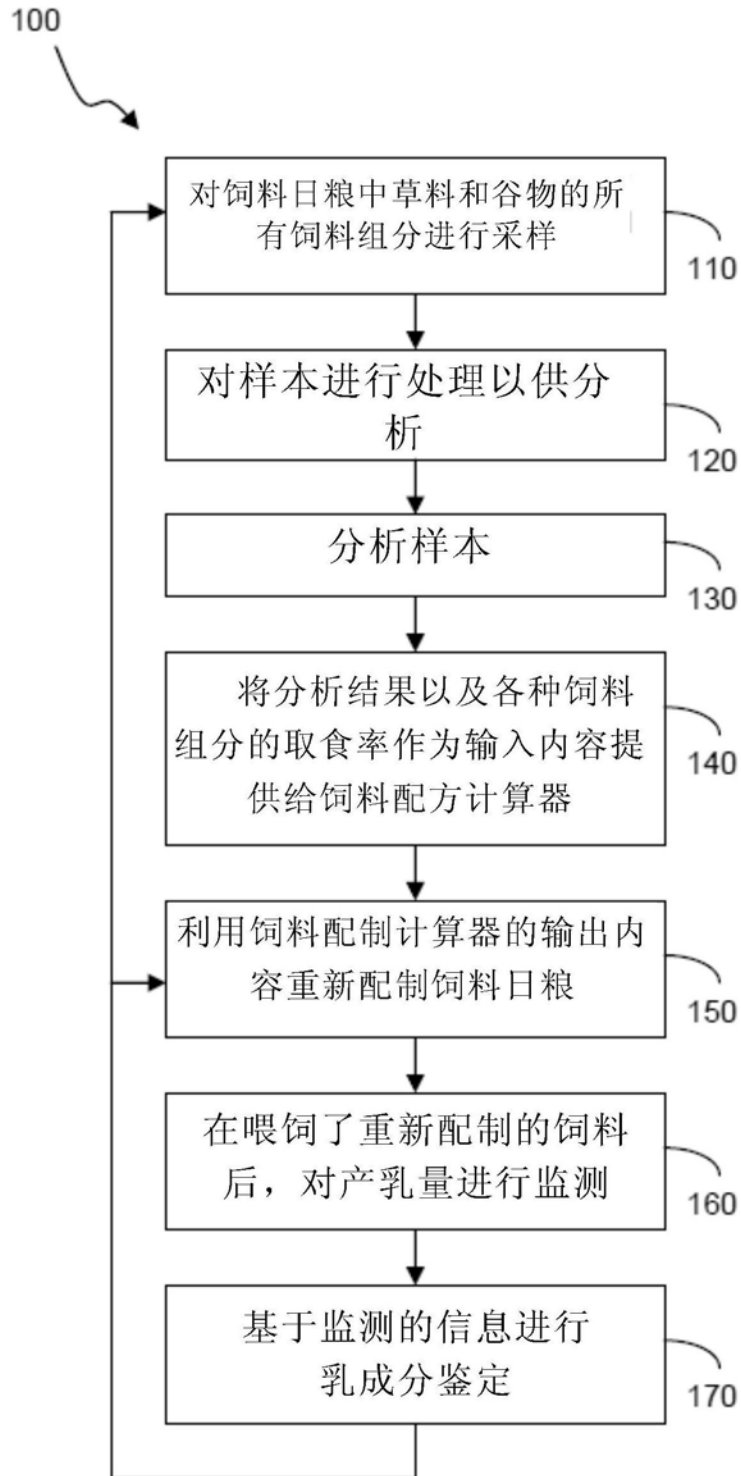 100
对饲料日粮中草料和谷物的所
有饲料组分进行采样
110
对样本进行处理以供分
析
120
分析样本
130
将分析结果以及各种饲料
组分的取食率作为输入内容提
供给饲料配方计算器
140
利用饲料配制计算器的输出内
容重新配制饲料日粮
150
在喂饲了重新配制的饲料
后，对产乳量进行监测
160
基于监测的信息进行
乳成分鉴定
170